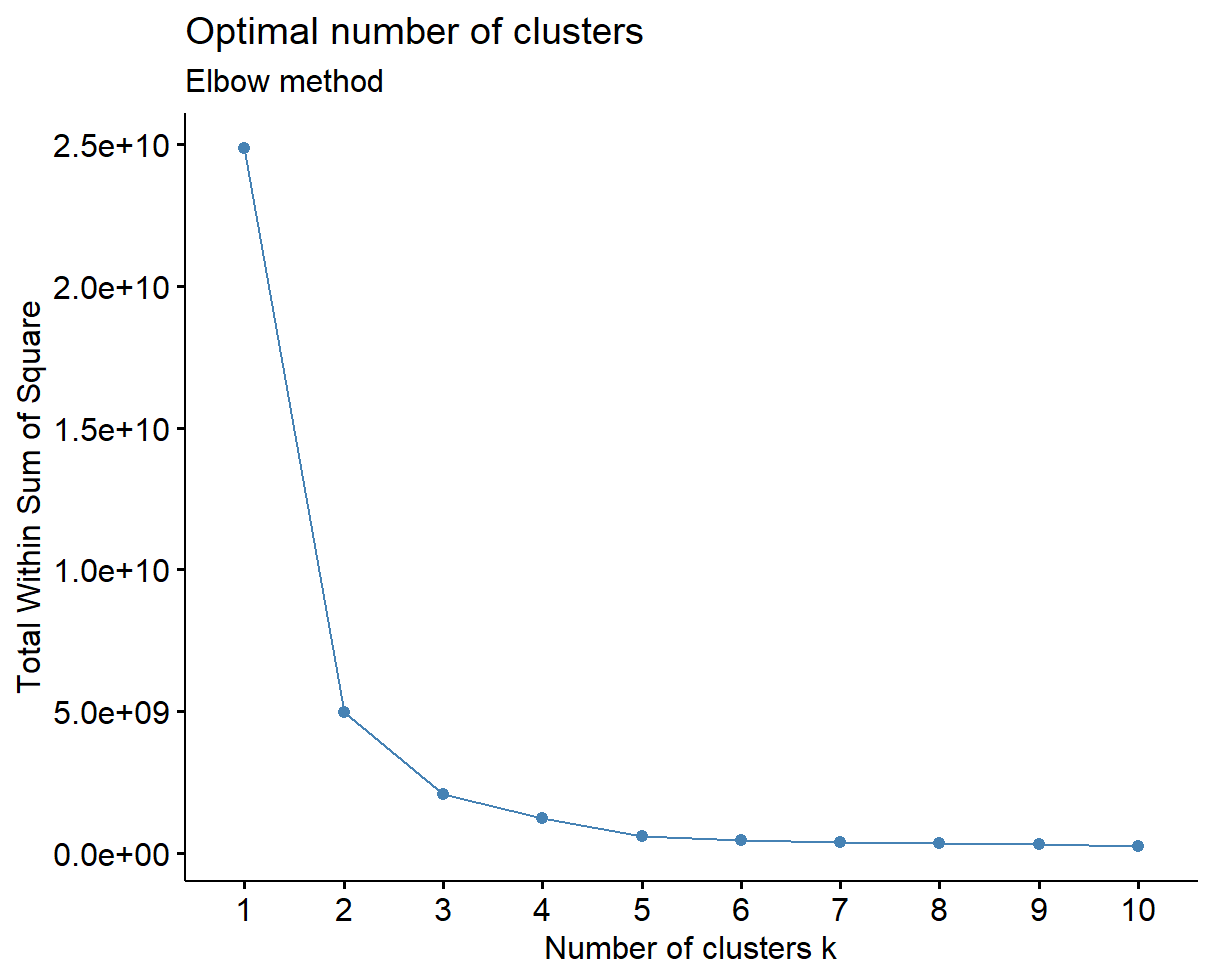 Optimal number of clusters
Elbow method
2.5e+10
2.0e+10
1.5e+10
1.0e+10
5.0e+09
0.0e+00
Total Within Sum of Square
1 2 3 4 5 6 7 8 9 10
Number of clusters k